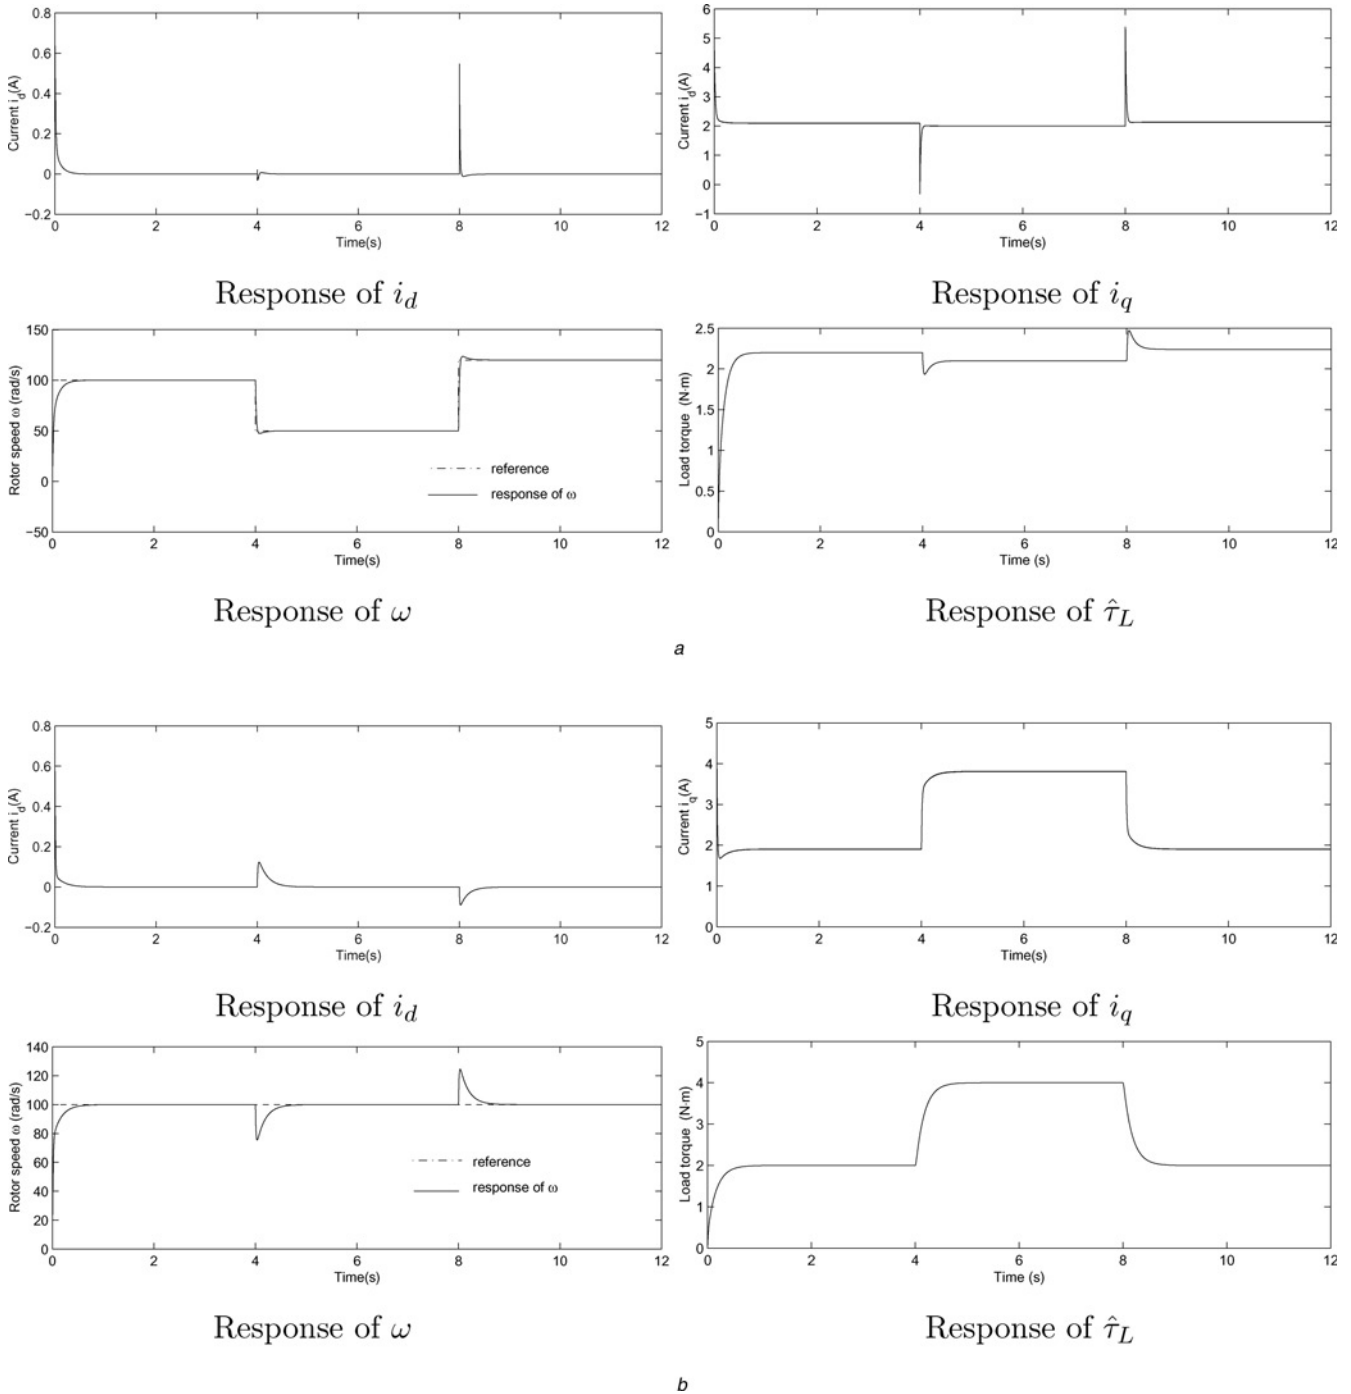 0.8
0.6
0.4
0.2
0
−0.2
Current i_d(A)
0 2 4 6 8 10 12
Time(s)
Response of i_d
6
5
4
3
2
1
0
−1
Current i_d(A)
0 2 4 6 8 10 12
Time(s)
Response of i_q
150
100
50
0
−50
Rotor speed ω (rad/s)
reference
response of ω
0 2 4 6 8 10 12
Time(s)
Response of ω
2.5
2
1.5
1
0.5
0
Load torque (N·m)
0 2 4 6 8 10 12
Time (s)
Response of τ̂_L
a
0.8
0.6
0.4
0.2
0
−0.2
Current i_d(A)
0 2 4 6 8 10 12
Time(s)
Response of i_d
5
4
3
2
1
0
Current i_q(A)
0 2 4 6 8 10 12
Time(s)
Response of i_q
140
120
100
80
60
40
20
0
Rotor speed ω (rad/s)
reference
response of ω
0 2 4 6 8 10 12
Time(s)
Response of ω
5
4
3
2
1
0
Load torque (N·m)
0 2 4 6 8 10 12
Time (s)
Response of τ̂_L
b